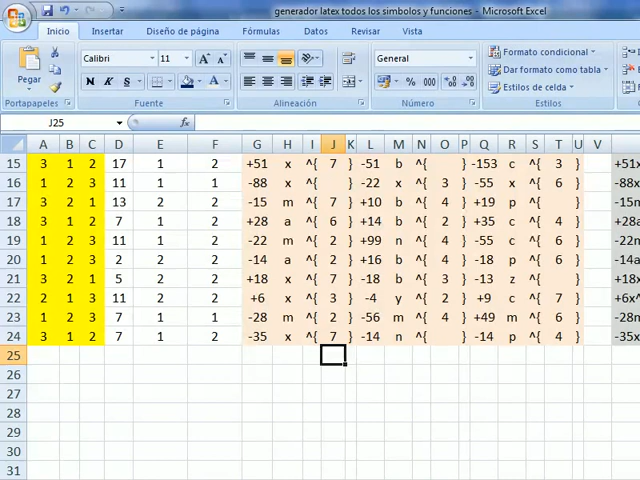 generador latex todos los simbolos y funciones - Microsoft Excel
Inicio Insertar Diseño de página Fórmulas Datos Revisar Vista
Calibri 11 General Formato condicional
Pegar N K S % 000 Dar formato como tabla
Estilos de celda
Portapapeles Fuente Alineación Número Estilos
J25 fx
A B C D E F G H I J K L M N O P Q R S T U V
15 3 1 2 17 1 2 +51 x ^{ 7 } -51 b ^{ } -153 c ^{ 3 } +51x
16 1 2 3 11 1 1 -88 x ^{ } -22 x ^{ 3 } -55 x ^{ 6 } -88x
17 3 2 1 13 2 2 -15 m ^{ 7 } +10 b ^{ 4 } +19 p ^{ } -15m
18 3 1 2 7 1 2 +28 a ^{ 6 } +14 b ^{ 2 } +35 c ^{ 4 } +28a
19 1 2 3 11 1 2 -22 m ^{ 2 } +99 n ^{ 4 } -55 c ^{ 6 } -22m
20 1 2 3 2 2 2 -14 a ^{ 2 } +16 b ^{ 4 } -18 p ^{ 6 } -14a
21 3 2 1 5 2 2 +18 x ^{ 7 } -18 b ^{ 3 } -13 z ^{ } +18x
22 2 1 3 11 2 2 +6 x ^{ 3 } -4 y ^{ 2 } +9 c ^{ 7 } +6x^
23 1 2 3 7 1 1 -28 m ^{ 2 } -56 m ^{ 4 } +49 m ^{ 6 } -28m
24 3 1 2 7 1 2 -35 x ^{ 7 } -14 n ^{ } -14 p ^{ 4 } -35x
25
26
27
28
29
30
31